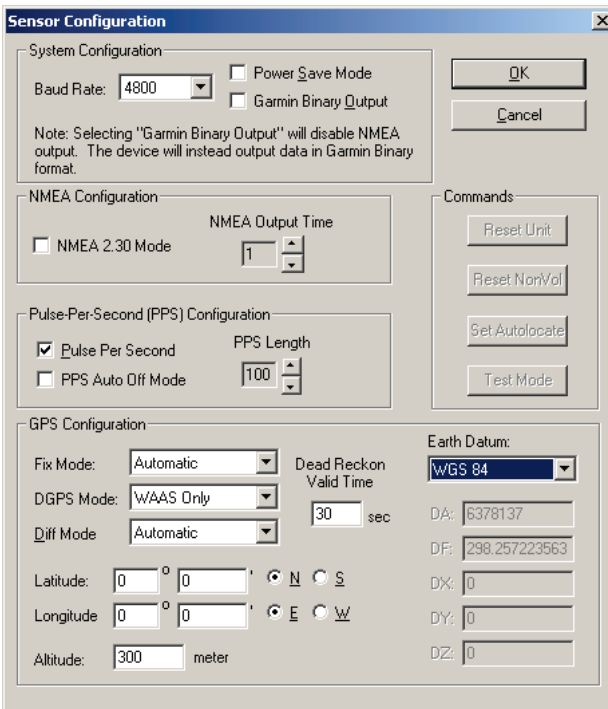 Sensor Configuration
System Configuration
Baud Rate: 4800
Power Save Mode
Garmin Binary Output
Note: Selecting "Garmin Binary Output" will disable NMEA
output. The device will instead output data in Garmin Binary
format.
OK
Cancel
NMEA Configuration
NMEA 2.30 Mode
NMEA Output Time
1
Commands
Reset Unit
Reset NonVol
Set Autolocate
Test Mode
Pulse-Per-Second (PPS) Configuration
Pulse Per Second
PPS Auto Off Mode
PPS Length
100
GPS Configuration
Fix Mode: Automatic
DGPS Mode: WAAS Only
Diff Mode Automatic
Dead Reckon
Valid Time
30 sec
Latitude: 0 ° 0 ' N S
Longitude 0 ° 0 ' E W
Altitude: 300 meter
Earth Datum:
WGS 84
DA: 6378137
DF: 298.257223563
DX: 0
DY: 0
DZ: 0